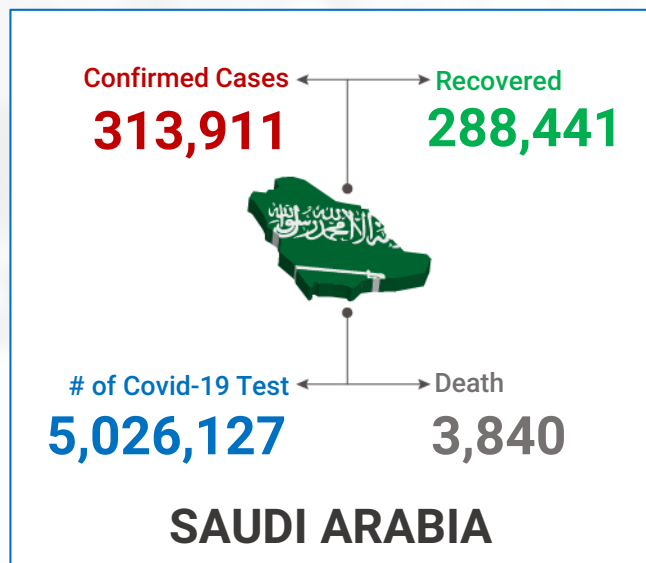 Confirmed Cases
313,911
Recovered
288,441
# of Covid-19 Test
5,026,127
Death
3,840
SAUDI ARABIA